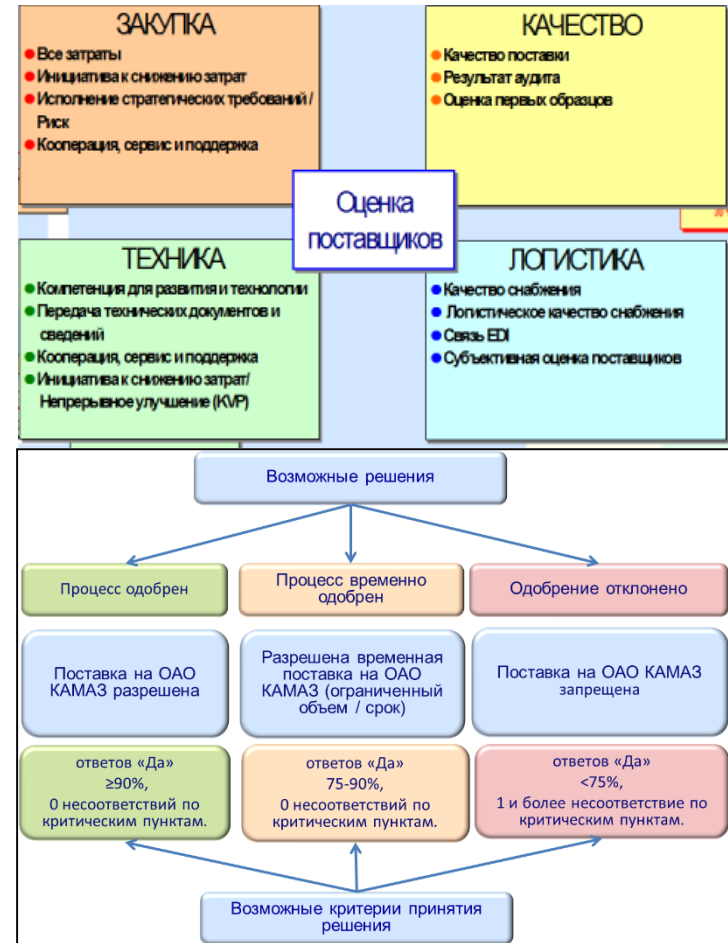 ЗАКУПКА
Все затраты
Инициатива к снижению затрат
Исполнение стратегических требований /
Риск
Кооперация, сервис и поддержка
КАЧЕСТВО
Качество поставки
Результат аудита
Оценка первых образцов
Оценка
поставщиков
ТЕХНИКА
Компетенция для развития и технологии
Передача технических документов и
сведений
Кооперация, сервис и поддержка
Инициатива к снижению затрат/
Непрерывное улучшение (KVP)
ЛОГИСТИКА
Качество снабжения
Логистическое качество снабжения
Связь EDI
Субъективная оценка поставщиков
Возможные решения
Процесс одобрен
Процесс временно
одобрен
Одобрение отклонено
Поставка на ОАО
КАМАЗ разрешена
Разрешена временная
поставка на ОАО
КАМАЗ (ограниченный
объем / срок)
Поставка на ОАО КАМАЗ
запрещена
ответов «Да»
≥90%,
0 несоответствий по
критическим пунктам.
ответов «Да»
75-90%,
0 несоответствий по
критическим пунктам.
ответов «Да»
<75%,
1 и более несоответствие по
критическим пунктам.
Возможные критерии принятия
решения